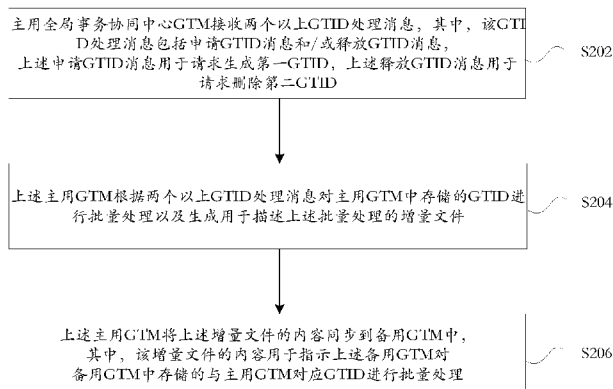 主用全局事务协同中心GTM接收两个以上GTID处理消息，其中，该GTI
D处理消息包括申请GTID消息和/或释放GTID消息，
上述申请GTID消息用于请求生成第一GTID，上述释放GTID消息用于
请求删除第二GTID
S202
上述主用GTM根据两个以上GTID处理消息对主用GTM中存储的GTID进
行批量处理以及生成用于描述上述批量处理的增量文件
S204
上述主用GTM将上述增量文件的内容同步到备用GTM中，
其中，该增量文件的内容用于指示上述备用GTM对
备用GTM中存储的与主用GTM对应GTID进行批量处理
S206